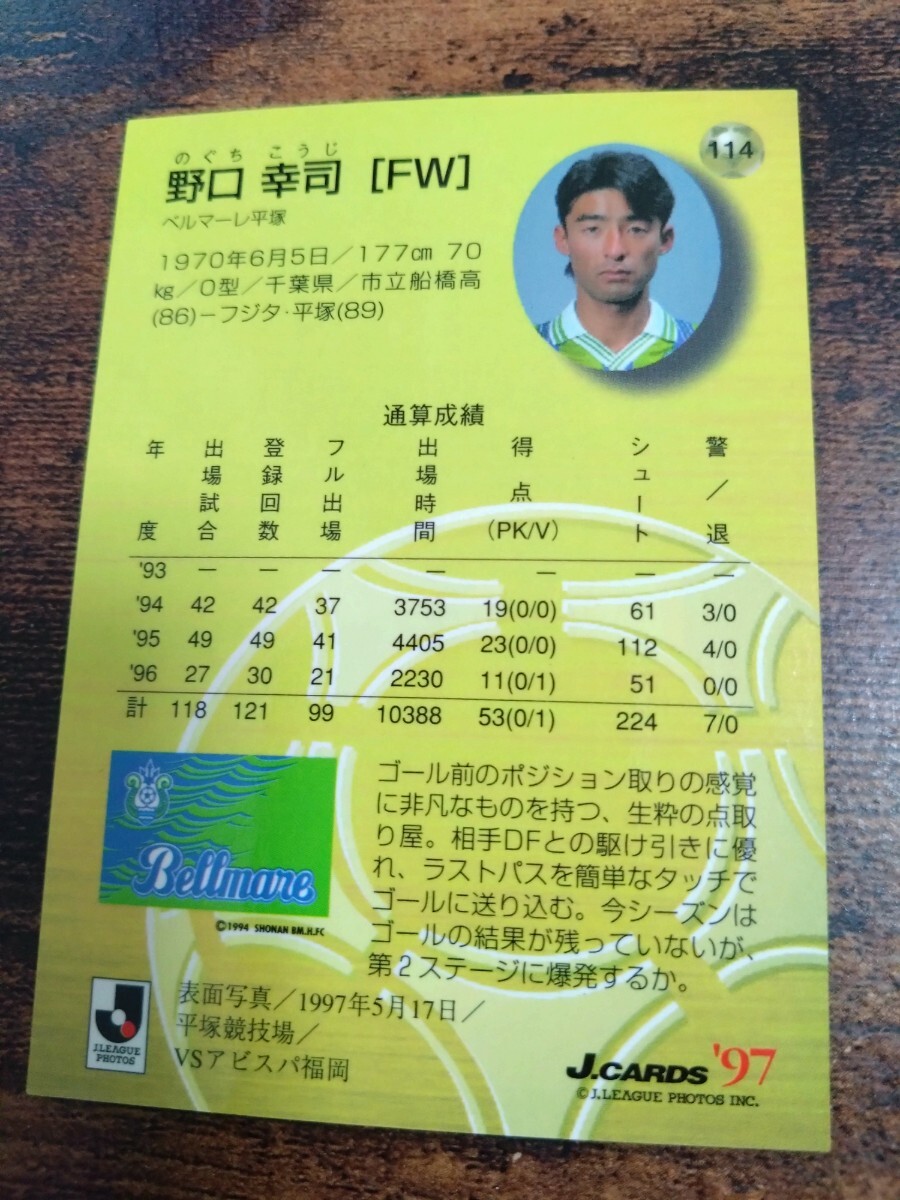 のぐち こうじ
野口 幸司 [FW]
114
ベルマーレ平塚
1970年6月5日／177cm 70
kg／O型／千葉県／市立船橋高
(86)－フジタ·平塚(89)
通算成績
年度 出場試合 登録回数 フル出場 出場時間 得点(PK/V) シュート 警／退
'93 － － － － － － －
'94 42 42 37 3753 19(0/0) 61 3/0
'95 49 49 41 4405 23(0/0) 112 4/0
'96 27 30 21 2230 11(0/1) 51 0/0
計 118 121 99 10388 53(0/1) 224 7/0
Bellmare
©1994 SHONAN BM.H.FC
ゴール前のポジション取りの感覚
に非凡なものを持つ、生粋の点取
り屋。相手DFとの駆け引きに優
れ、ラストパスを簡単なタッチで
ゴールに送り込む。今シーズンは
ゴールの結果が残っていないが、
第2ステージに爆発するか。
J.LEAGUE
PHOTOS
表面写真／1997年5月17日／
平塚競技場／
VSアビスパ福岡
J.CARDS '97
©J.LEAGUE PHOTOS INC.